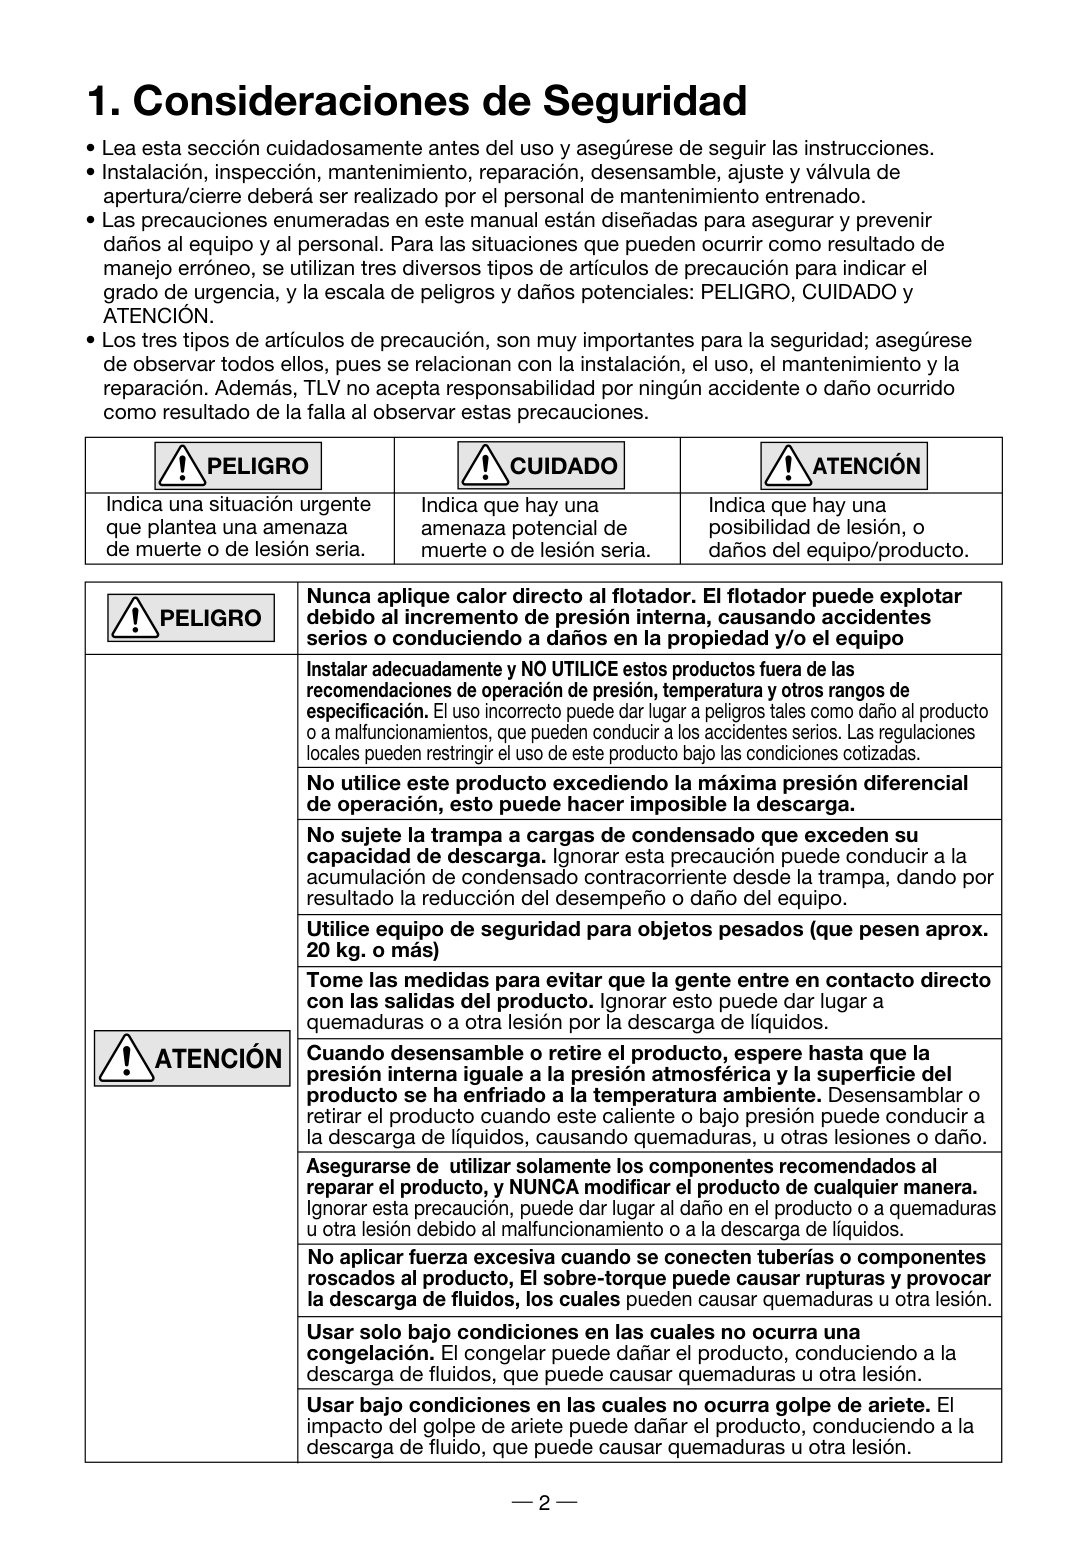 1. Consideraciones de Seguridad
• Lea esta sección cuidadosamente antes del uso y asegúrese de seguir las instrucciones.
• Instalación, inspección, mantenimiento, reparación, desensamble, ajuste y válvula de
apertura/cierre deberá ser realizado por el personal de mantenimiento entrenado.
• Las precauciones enumeradas en este manual están diseñadas para asegurar y prevenir
daños al equipo y al personal. Para las situaciones que pueden ocurrir como resultado de
manejo erróneo, se utilizan tres diversos tipos de artículos de precaución para indicar el
grado de urgencia, y la escala de peligros y daños potenciales: PELIGRO, CUIDADO y
ATENCIÓN.
• Los tres tipos de artículos de precaución, son muy importantes para la seguridad; asegúrese
de observar todos ellos, pues se relacionan con la instalación, el uso, el mantenimiento y la
reparación. Además, TLV no acepta responsabilidad por ningún accidente o daño ocurrido
como resultado de la falla al observar estas precauciones.
PELIGRO
Indica una situación urgente
que plantea una amenaza
de muerte o de lesión seria.
CUIDADO
Indica que hay una
amenaza potencial de
muerte o de lesión seria.
ATENCIÓN
Indica que hay una
posibilidad de lesión, o
daños del equipo/producto.
PELIGRO
Nunca aplique calor directo al flotador. El flotador puede explotar
debido al incremento de presión interna, causando accidentes
serios o conduciendo a daños en la propiedad y/o el equipo
ATENCIÓN
Instalar adecuadamente y NO UTILICE estos productos fuera de las
recomendaciones de operación de presión, temperatura y otros rangos de
especificación. El uso incorrecto puede dar lugar a peligros tales como daño al producto
o a malfuncionamientos, que pueden conducir a los accidentes serios. Las regulaciones
locales pueden restringir el uso de este producto bajo las condiciones cotizadas.
No utilice este producto excediendo la máxima presión diferencial
de operación, esto puede hacer imposible la descarga.
No sujete la trampa a cargas de condensado que exceden su
capacidad de descarga. Ignorar esta precaución puede conducir a la
acumulación de condensado contracorriente desde la trampa, dando por
resultado la reducción del desempeño o daño del equipo.
Utilice equipo de seguridad para objetos pesados (que pesen aprox.
20 kg. o más)
Tome las medidas para evitar que la gente entre en contacto directo
con las salidas del producto. Ignorar esto puede dar lugar a
quemaduras o a otra lesión por la descarga de líquidos.
Cuando desensamble o retire el producto, espere hasta que la
presión interna iguale a la presión atmosférica y la superficie del
producto se ha enfriado a la temperatura ambiente. Desensamblar o
retirar el producto cuando este caliente o bajo presión puede conducir a
la descarga de líquidos, causando quemaduras, u otras lesiones o daño.
Asegurarse de  utilizar solamente los componentes recomendados al
reparar el producto, y NUNCA modificar el producto de cualquier manera.
Ignorar esta precaución, puede dar lugar al daño en el producto o a quemaduras
u otra lesión debido al malfuncionamiento o a la descarga de líquidos.
No aplicar fuerza excesiva cuando se conecten tuberías o componentes
roscados al producto, El sobre-torque puede causar rupturas y provocar
la descarga de fluidos, los cuales pueden causar quemaduras u otra lesión.
Usar solo bajo condiciones en las cuales no ocurra una
congelación. El congelar puede dañar el producto, conduciendo a la
descarga de fluidos, que puede causar quemaduras u otra lesión.
Usar bajo condiciones en las cuales no ocurra golpe de ariete. El
impacto del golpe de ariete puede dañar el producto, conduciendo a la
descarga de fluido, que puede causar quemaduras u otra lesión.
— 2 —